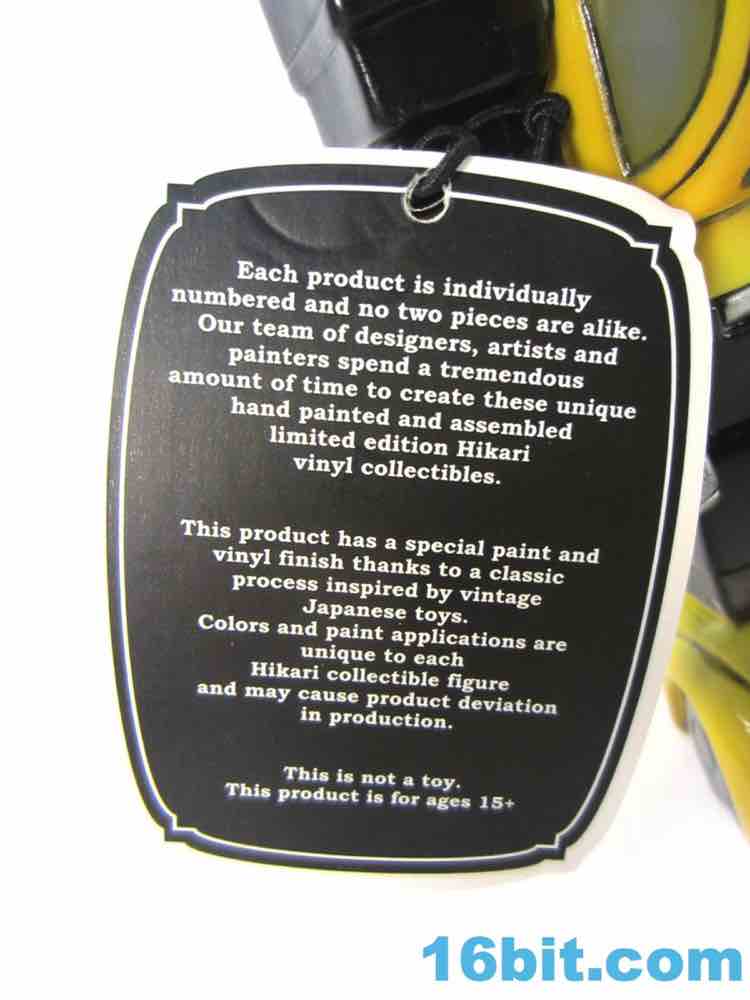 Each product is individually
numbered and no two pieces are alike.
Our team of designers, artists and
painters spend a tremendous
amount of time to create these unique
hand painted and assembled
limited edition Hikari
vinyl collectibles.
This product has a special paint and
vinyl finish thanks to a classic
process inspired by vintage
Japanese toys.
Colors and paint applications are
unique to each
Hikari collectible figure
and may cause product deviation
in production.
This is not a toy.
This product is for ages 15+
16bit.com